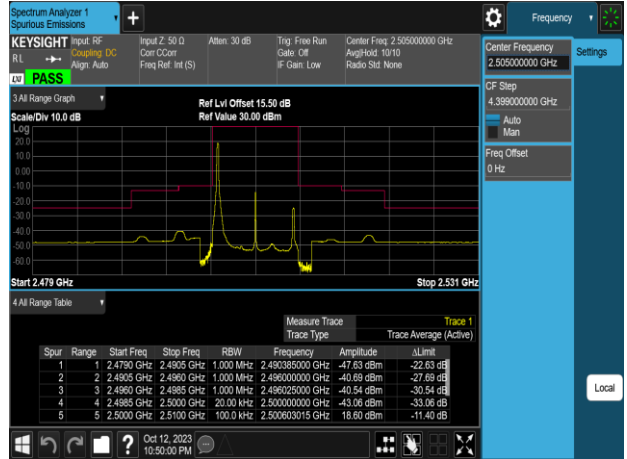 Spectrum Analyzer 1
Spurious Emissions
Frequency
KEYSIGHT Input: RF Input Z: 50 Ω Atten: 30 dB Trig: Free Run Center Freq: 2.505000000 GHz
R L Coupling: DC Corr CCorr Gate: Off Avg|Hold: 10/10
Align: Auto Freq Ref: Int (S) IF Gain: Low Radio Std: None
LXI PASS
Center Frequency
2.505000000 GHz
Settings
CF Step
4.399000000 GHz
Auto
Man
Freq Offset
0 Hz
Local
3 All Range Graph
Ref Lvl Offset 15.50 dB
Scale/Div 10.0 dB Ref Value 30.00 dBm
Log
20.0
10.0
0.00
-10.0
-20.0
-30.0
-40.0
-50.0
-60.0
Start 2.479 GHz Stop 2.531 GHz
4 All Range Table
Measure Trace Trace 1
Trace Type Trace Average (Active)
Spur Range Start Freq Stop Freq RBW Frequency Amplitude ΔLimit
1 1 2.4790 GHz 2.4905 GHz 1.000 MHz 2.490385000 GHz -47.63 dBm -22.63 dB
2 2 2.4905 GHz 2.4960 GHz 1.000 MHz 2.496000000 GHz -40.69 dBm -27.69 dB
3 3 2.4960 GHz 2.4985 GHz 1.000 MHz 2.496025000 GHz -40.54 dBm -30.54 dB
4 4 2.4985 GHz 2.5000 GHz 20.00 kHz 2.500000000 GHz -43.06 dBm -33.06 dB
5 5 2.5000 GHz 2.5100 GHz 100.0 kHz 2.500603015 GHz 18.60 dBm -11.40 dB
?
Oct 12, 2023
10:50:00 PM